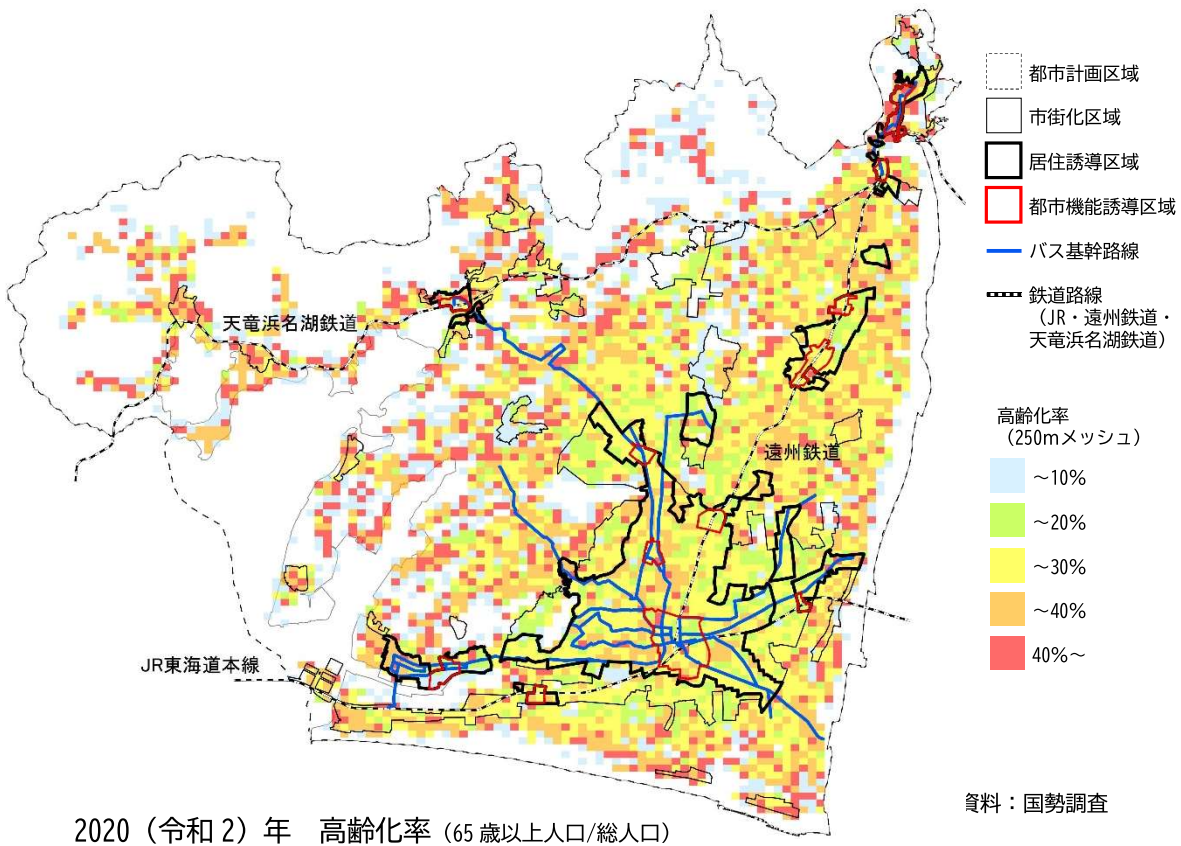 都市計画区域
市街化区域
居住誘導区域
都市機能誘導区域
バス基幹路線
鉄道路線
（JR・遠州鉄道・
天竜浜名湖鉄道）
天竜浜名湖鉄道
遠州鉄道
JR東海道本線
高齢化率
（250mメッシュ）
～10%
～20%
～30%
～40%
40%～
資料：国勢調査
2020（令和2）年　高齢化率（65歳以上人口/総人口）